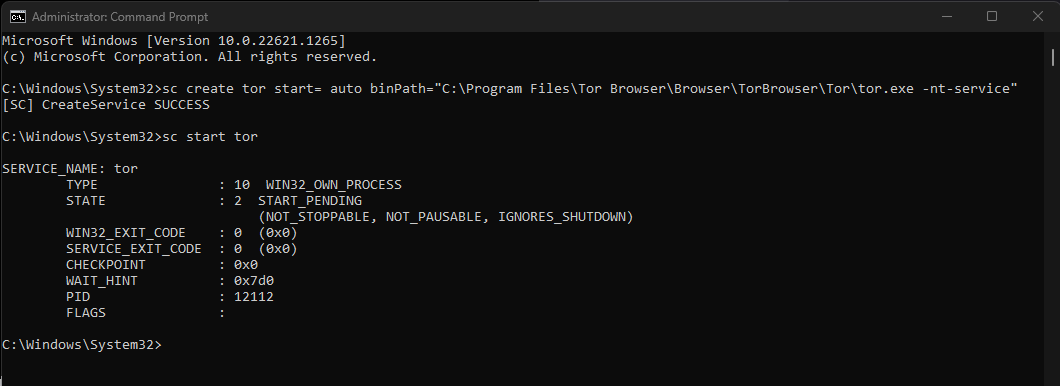 Administrator: Command Prompt
Microsoft Windows [Version 10.0.22621.1265]
(c) Microsoft Corporation. All rights reserved.
C:\Windows\System32>sc create tor start= auto binPath="C:\Program Files\Tor Browser\Browser\TorBrowser\Tor\tor.exe -nt-service"
[SC] CreateService SUCCESS
C:\Windows\System32>sc start tor
SERVICE_NAME: tor
        TYPE               : 10  WIN32_OWN_PROCESS
        STATE              : 2  START_PENDING
                                (NOT_STOPPABLE, NOT_PAUSABLE, IGNORES_SHUTDOWN)
        WIN32_EXIT_CODE    : 0  (0x0)
        SERVICE_EXIT_CODE  : 0  (0x0)
        CHECKPOINT         : 0x0
        WAIT_HINT          : 0x7d0
        PID                : 12112
        FLAGS              :
C:\Windows\System32>